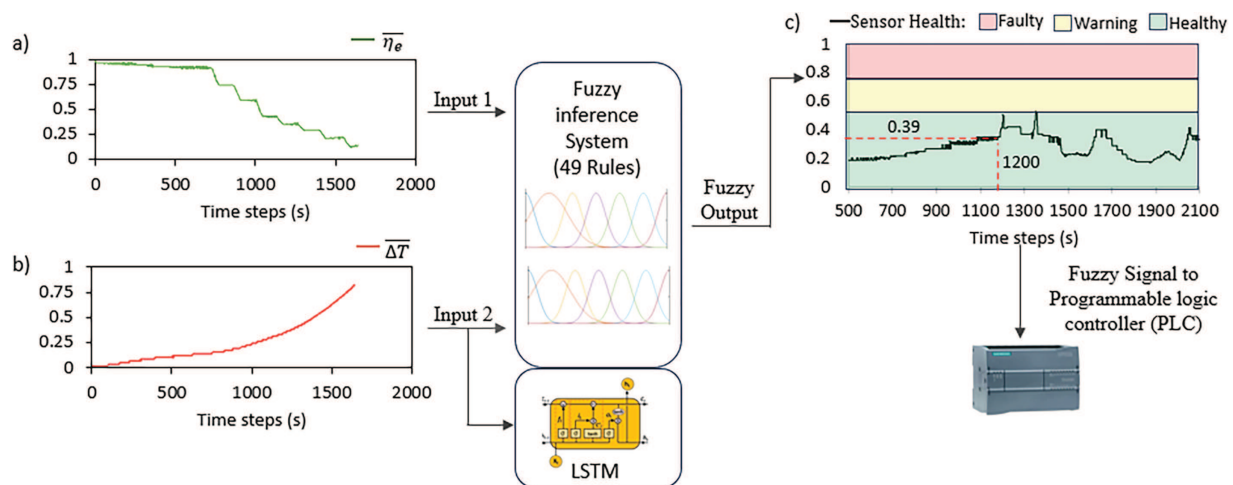 a)
η_e
1
0.75
0.5
0.25
0
0 500 1000 1500 2000
Time steps (s)
Input 1
b)
ΔT
1
0.75
0.5
0.25
0
0 500 1000 1500 2000
Time steps (s)
Input 2
Fuzzy
inference
System
(49 Rules)
LSTM
Fuzzy
Output
c)
Sensor Health: Faulty Warning Healthy
1
0.8
0.6
0.4
0.2
0
0.39
1200
500 700 900 1100 1300 1500 1700 1900 2100
Time steps (s)
Fuzzy Signal to
Programmable logic
controller (PLC)
SIEMENS